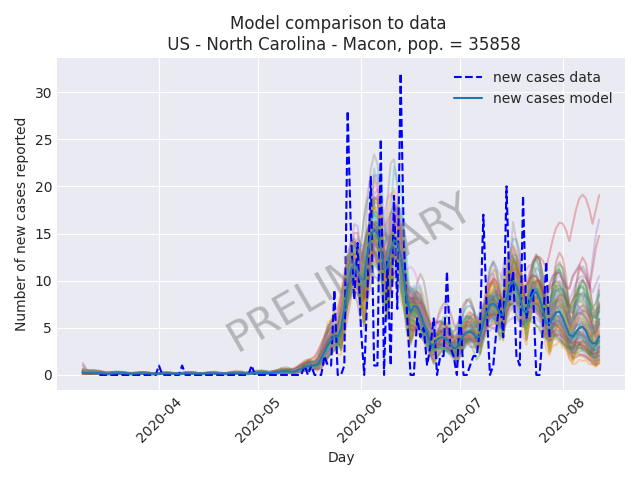 Model comparison to data
US - North Carolina - Macon, pop. = 35858
new cases data
new cases model
Number of new cases reported
30
25
20
15
10
5
0
PRELIMINARY
2020-04
2020-05
2020-06
2020-07
2020-08
Day